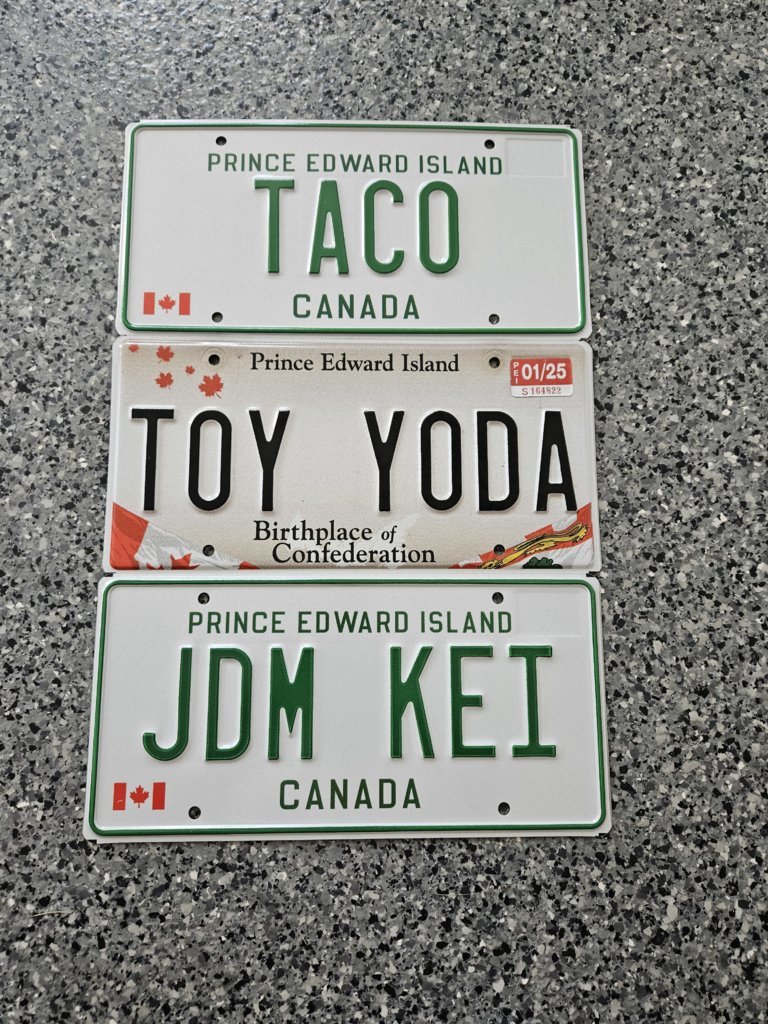 PRINCE EDWARD ISLAND
TACO
CANADA
Prince Edward Island
PEI 01/25
S 164822
TOY YODA
Birthplace of
Confederation
PRINCE EDWARD ISLAND
JDM KEI
CANADA